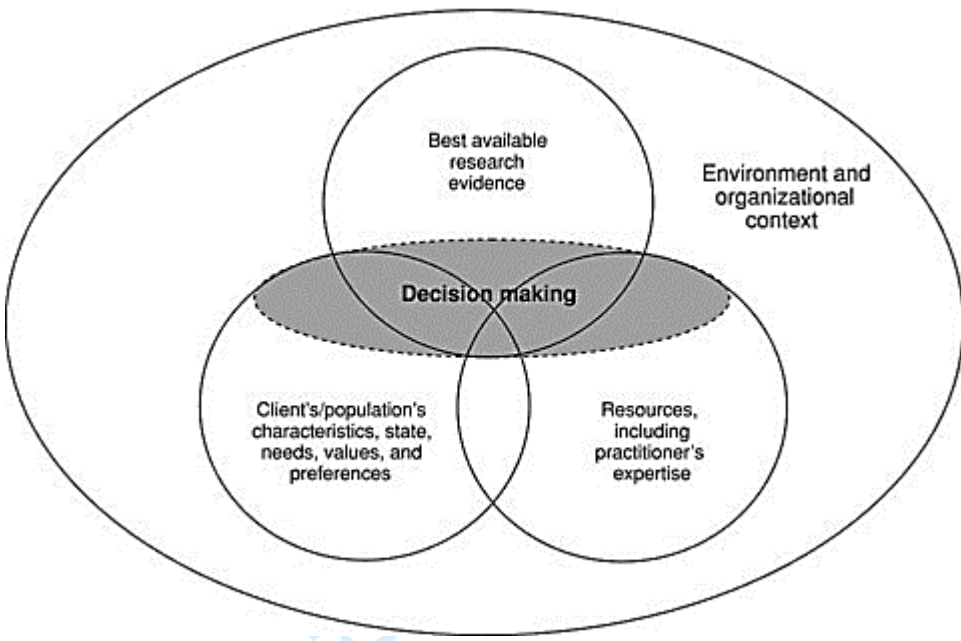 Best available
research
evidence
Environment and
organizational
context
Decision making
Client's/population's
characteristics, state,
needs, values, and
preferences
Resources,
including
practitioner's
expertise